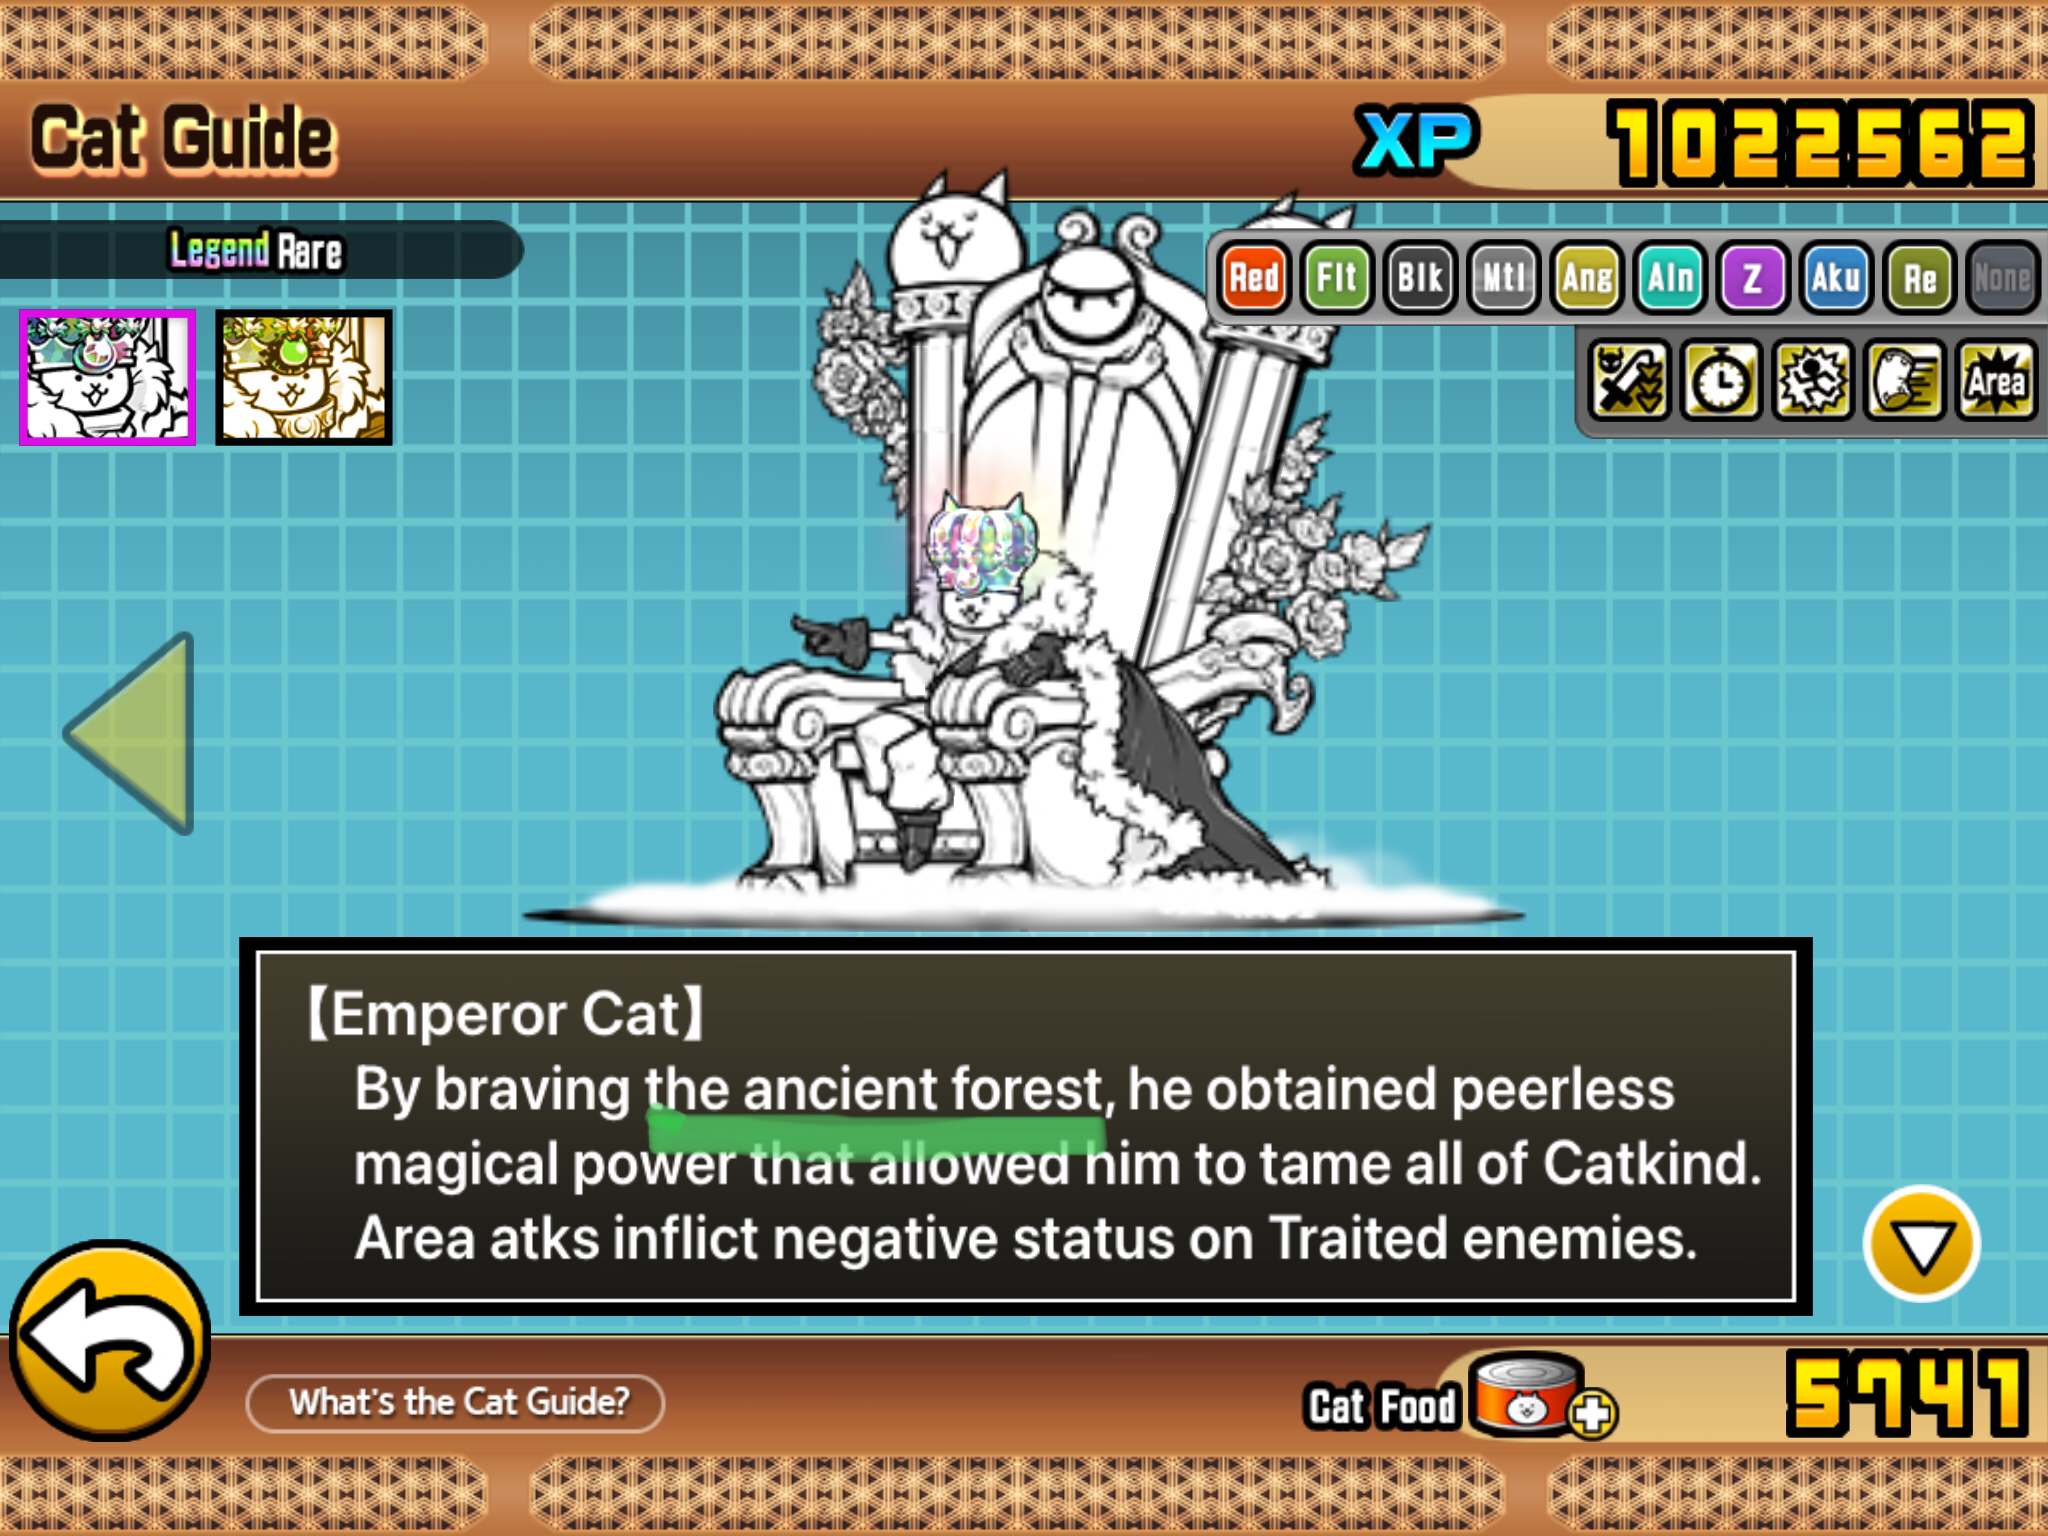 Cat Guide
XP 1022562
Legend Rare
Red Flt Blk Mtl Ang Aln Z Aku Re None
Area
【Emperor Cat】
By braving the ancient forest, he obtained peerless
magical power that allowed him to tame all of Catkind.
Area atks inflict negative status on Traited enemies.
What's the Cat Guide?
Cat Food 5741